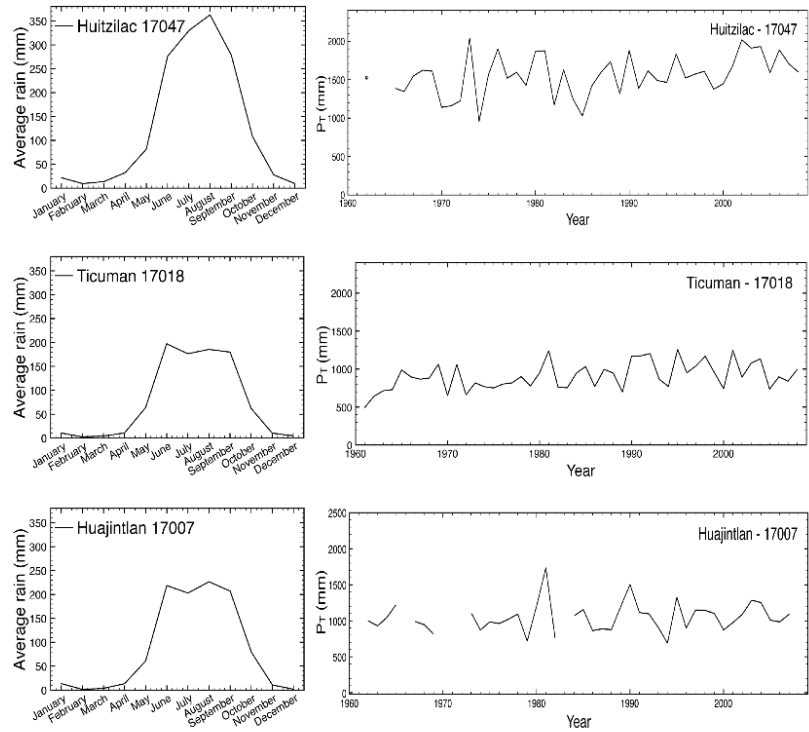 Huitzilac 17047
Average rain (mm)
350
300
250
200
150
100
50
0
January
February
March
April
May
June
July
August
September
October
November
December
Huitzilac - 17047
PT (mm)
2000
1500
1000
500
0
1960
1970
1980
1990
2000
Year
Ticuman 17018
Average rain (mm)
350
300
250
200
150
100
50
0
January
February
March
April
May
June
July
August
September
October
November
December
Ticuman - 17018
PT (mm)
2000
1500
1000
500
0
1960
1970
1980
1990
2000
Year
Huajintlan 17007
Average rain (mm)
350
300
250
200
150
100
50
0
January
February
March
April
May
June
July
August
September
October
November
December
Huajintlan - 17007
PT (mm)
2500
2000
1500
1000
500
0
1960
1970
1980
1990
2000
Year